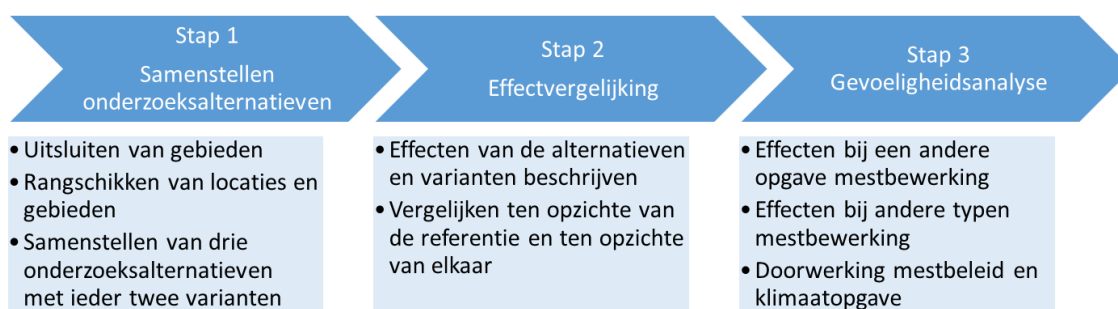 Stap 1
Samenstellen
onderzoeksalternatieven
• Uitsluiten van gebieden
• Rangschikken van locaties en
gebieden
• Samenstellen van drie
onderzoeksalternatieven
met ieder twee varianten
Stap 2
Effectvergelijking
• Effecten van de alternatieven
en varianten beschrijven
• Vergelijken ten opzichte van
de referentie en ten opzichte
van elkaar
Stap 3
Gevoeligheidsanalyse
• Effecten bij een andere
opgave mestbewerking
• Effecten bij andere typen
mestbewerking
• Doorwerking mestbeleid en
klimaatopgave